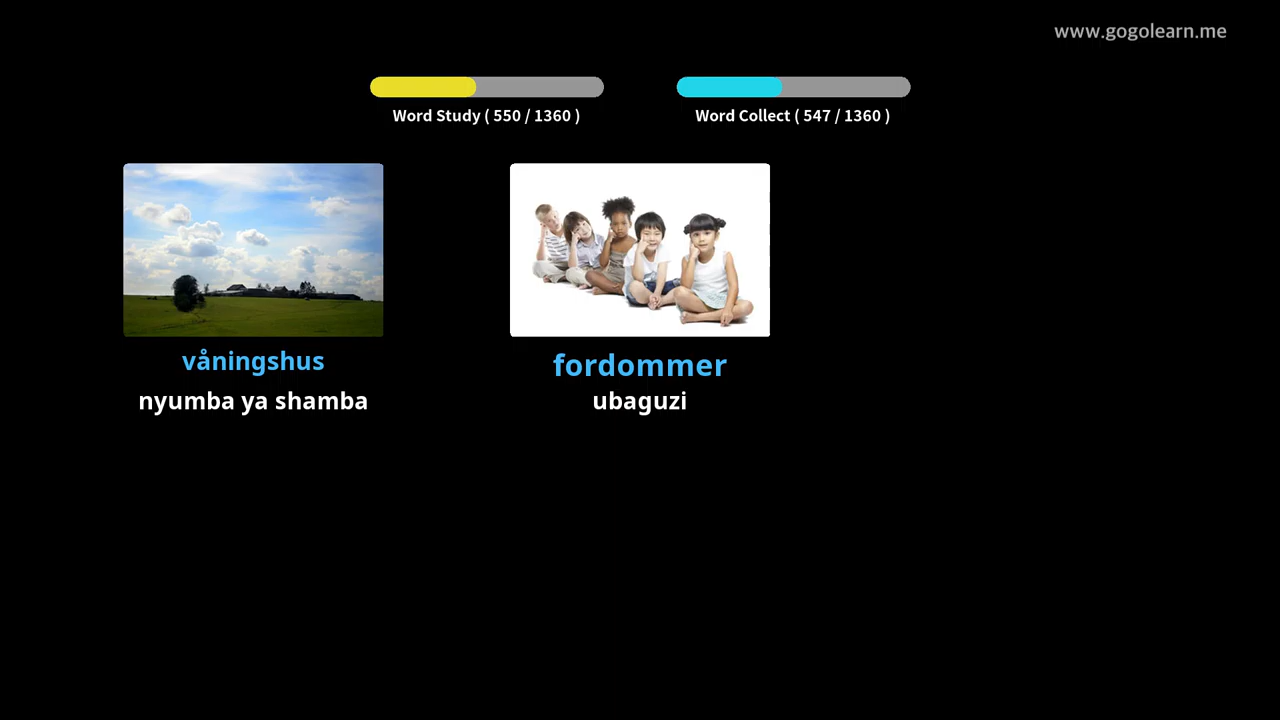 www.gogolearn.me
Word Study ( 550 / 1360 )
Word Collect ( 547 / 1360 )
våningshus
nyumba ya shamba
fordommer
ubaguzi